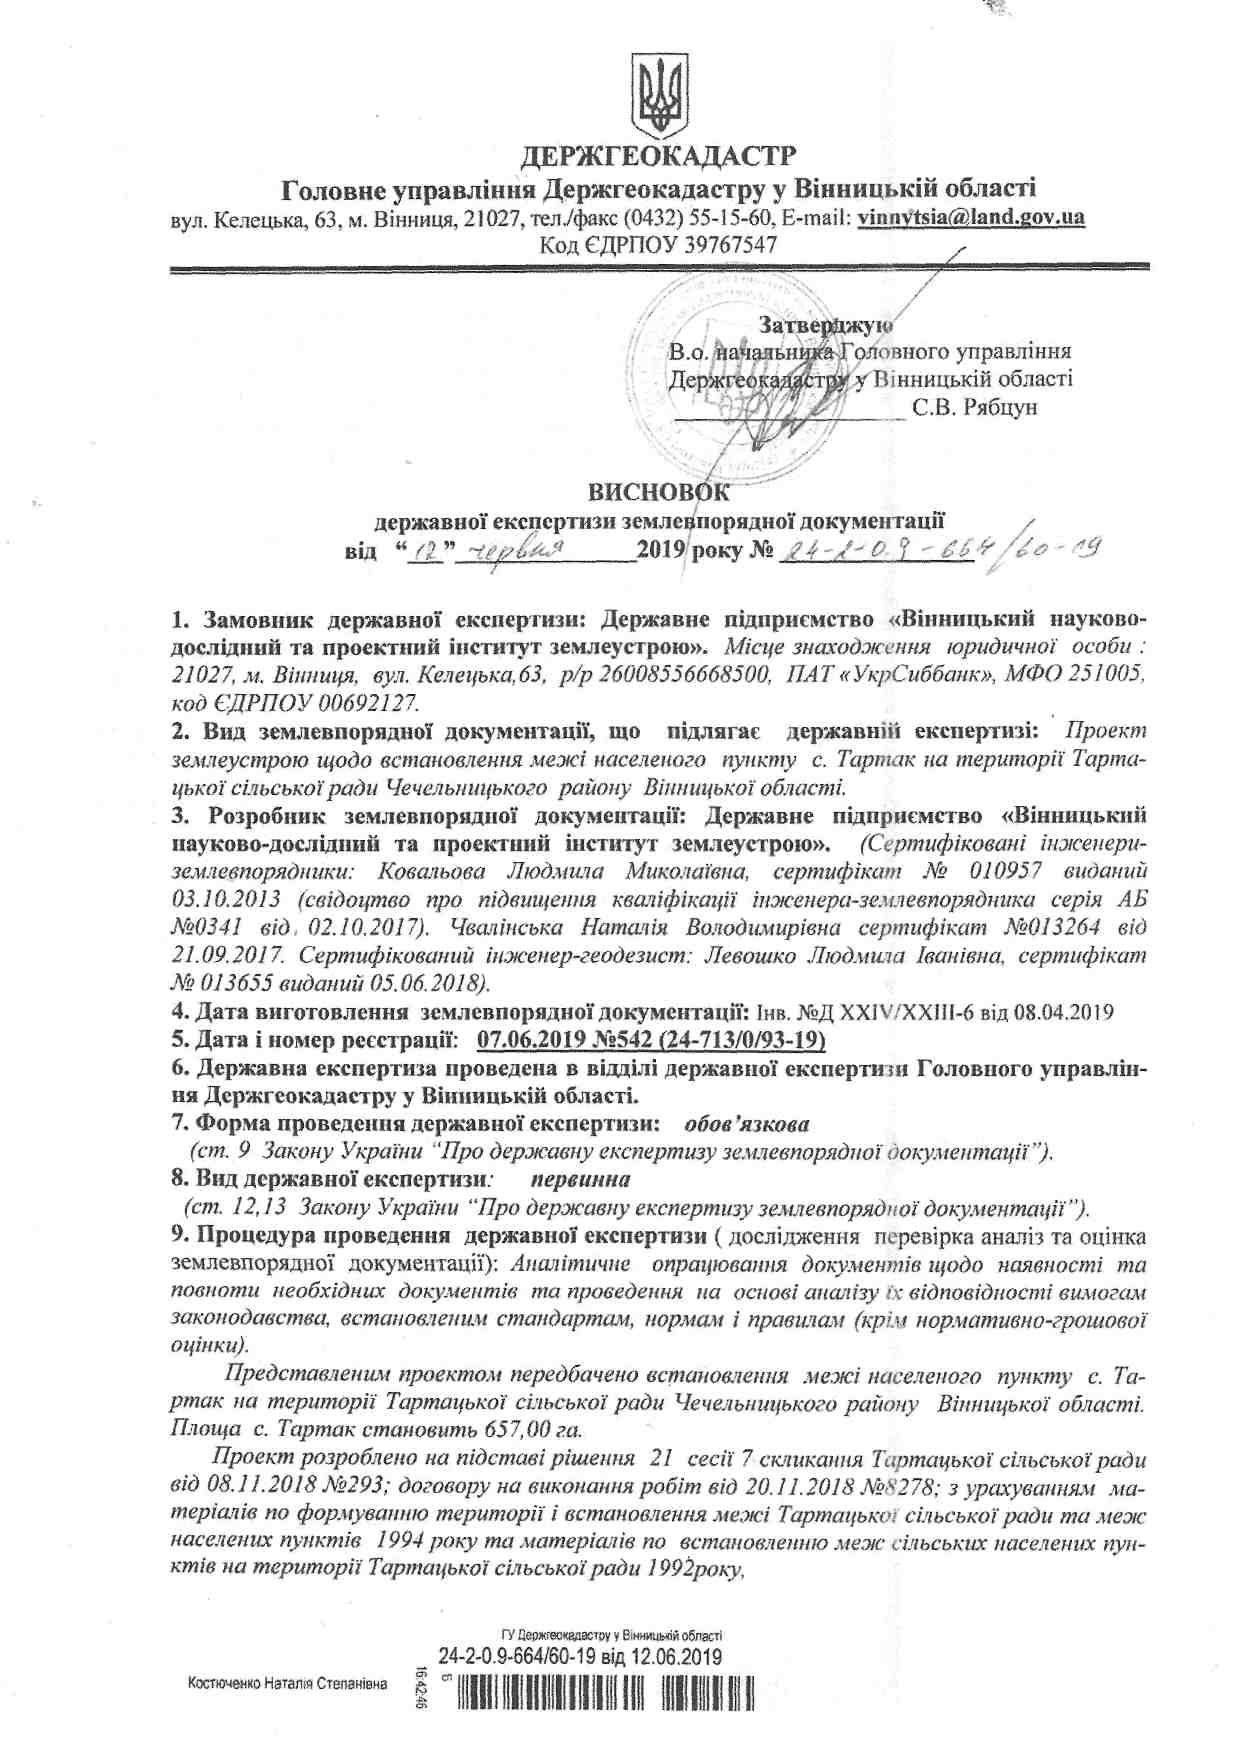 ДЕРЖГЕОКАДАСТР
Головне управління Держгеокадастру у Вінницькій області
вул. Келецька, 63, м. Вінниця, 21027, тел./факс (0432) 55-15-60, E-mail: vinnytsia@land.gov.ua
Код ЄДРПОУ 39767547
Затверджую
В.о. начальника Головного управління
Держгеокадастру у Вінницькій області
С.В. Рябцун
ВИСНОВОК
державної експертизи землевпорядної документації
від “12” червня 2019 року № 24-2-0.9-664/60-19
1. Замовник державної експертизи: Державне підприємство «Вінницький науково-
дослідний та проектний інститут землеустрою». Місце знаходження юридичної особи :
21027, м. Вінниця, вул. Келецька,63, р/р 26008556668500, ПАТ «УкрСиббанк», МФО 251005,
код ЄДРПОУ 00692127.
2. Вид землевпорядної документації, що підлягає державній експертизі: Проект
землеустрою щодо встановлення межі населеного пункту с. Тартак на території Тарта-
цької сільської ради Чечельницького району Вінницької області.
3. Розробник землевпорядної документації: Державне підприємство «Вінницький
науково-дослідний та проектний інститут землеустрою». (Сертифіковані інженери-
землевпорядники: Ковальова Людмила Миколаївна, сертифікат № 010957 виданий
03.10.2013 (свідоцтво про підвищення кваліфікації інженера-землевпорядника серія АБ
№0341 від 02.10.2017). Чвалінська Наталія Володимирівна сертифікат №013264 від
21.09.2017. Сертифікований інженер-геодезист: Левошко Людмила Іванівна, сертифікат
№ 013655 виданий 05.06.2018).
4. Дата виготовлення землевпорядної документації: Інв. №Д XXIV/XXIII-6 від 08.04.2019
5. Дата і номер реєстрації: 07.06.2019 №542 (24-713/0/93-19)
6. Державна експертиза проведена в відділі державної експертизи Головного управлін-
ня Держгеокадастру у Вінницькій області.
7. Форма проведення державної експертизи: обов’язкова
(ст. 9 Закону України “Про державну експертизу землевпорядної документації”).
8. Вид державної експертизи: первинна
(ст. 12,13 Закону України “Про державну експертизу землевпорядної документації”).
9. Процедура проведення державної експертизи ( дослідження перевірка аналіз та оцінка
землевпорядної документації): Аналітичне опрацювання документів щодо наявності та
повноти необхідних документів та проведення на основі аналізу їх відповідності вимогам
законодавства, встановленим стандартам, нормам і правилам (крім нормативно-грошової
оцінки).
Представленим проектом передбачено встановлення межі населеного пункту с. Та-
ртак на території Тартацької сільської ради Чечельницького району Вінницької області.
Площа с. Тартак становить 657,00 га.
Проект розроблено на підставі рішення 21 сесії 7 скликання Тартацької сільської ради
від 08.11.2018 №293; договору на виконання робіт від 20.11.2018 №8278; з урахуванням ма-
теріалів по формуванню території і встановлення межі Тартацької сільської ради та меж
населених пунктів 1994 року та матеріалів по встановленню меж сільських населених пун-
ктів на території Тартацької сільської ради 1992року,
ГУ Держгеокадастру у Вінницькій області
24-2-0.9-664/60-19 від 12.06.2019
Костюченко Наталія Степанівна
16:42:46
СЛ